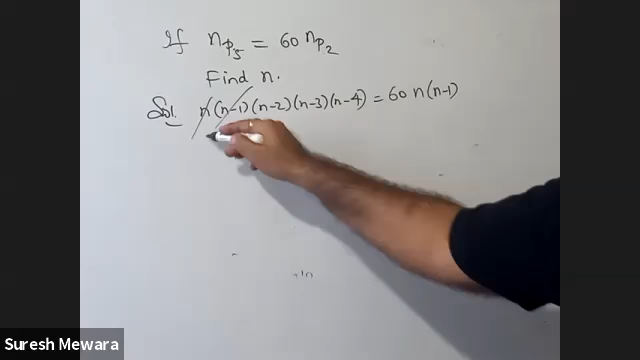 If nP5 = 60 nP2
Find n.
Sol. n(n-1)(n-2)(n-3)(n-4) = 60 n(n-1)
Suresh Mewara